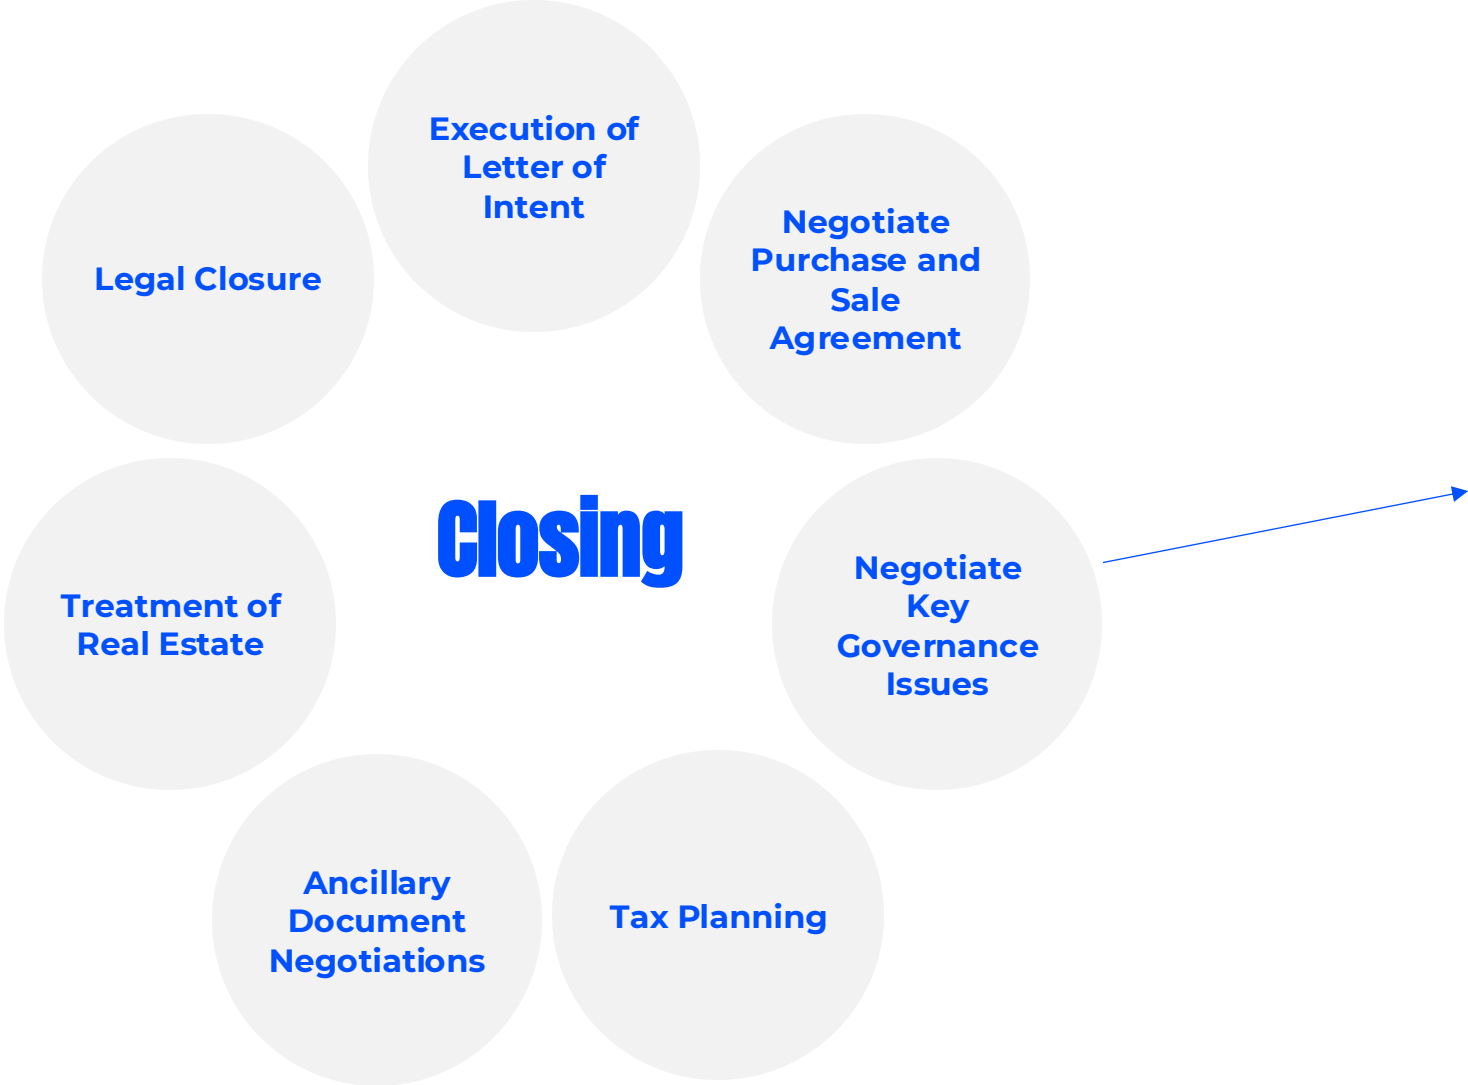 Execution of
Letter of
Intent
Negotiate
Purchase and
Sale
Agreement
Legal Closure
Closing
Negotiate
Key
Governance
Issues
Treatment of
Real Estate
Ancillary
Document
Negotiations
Tax Planning